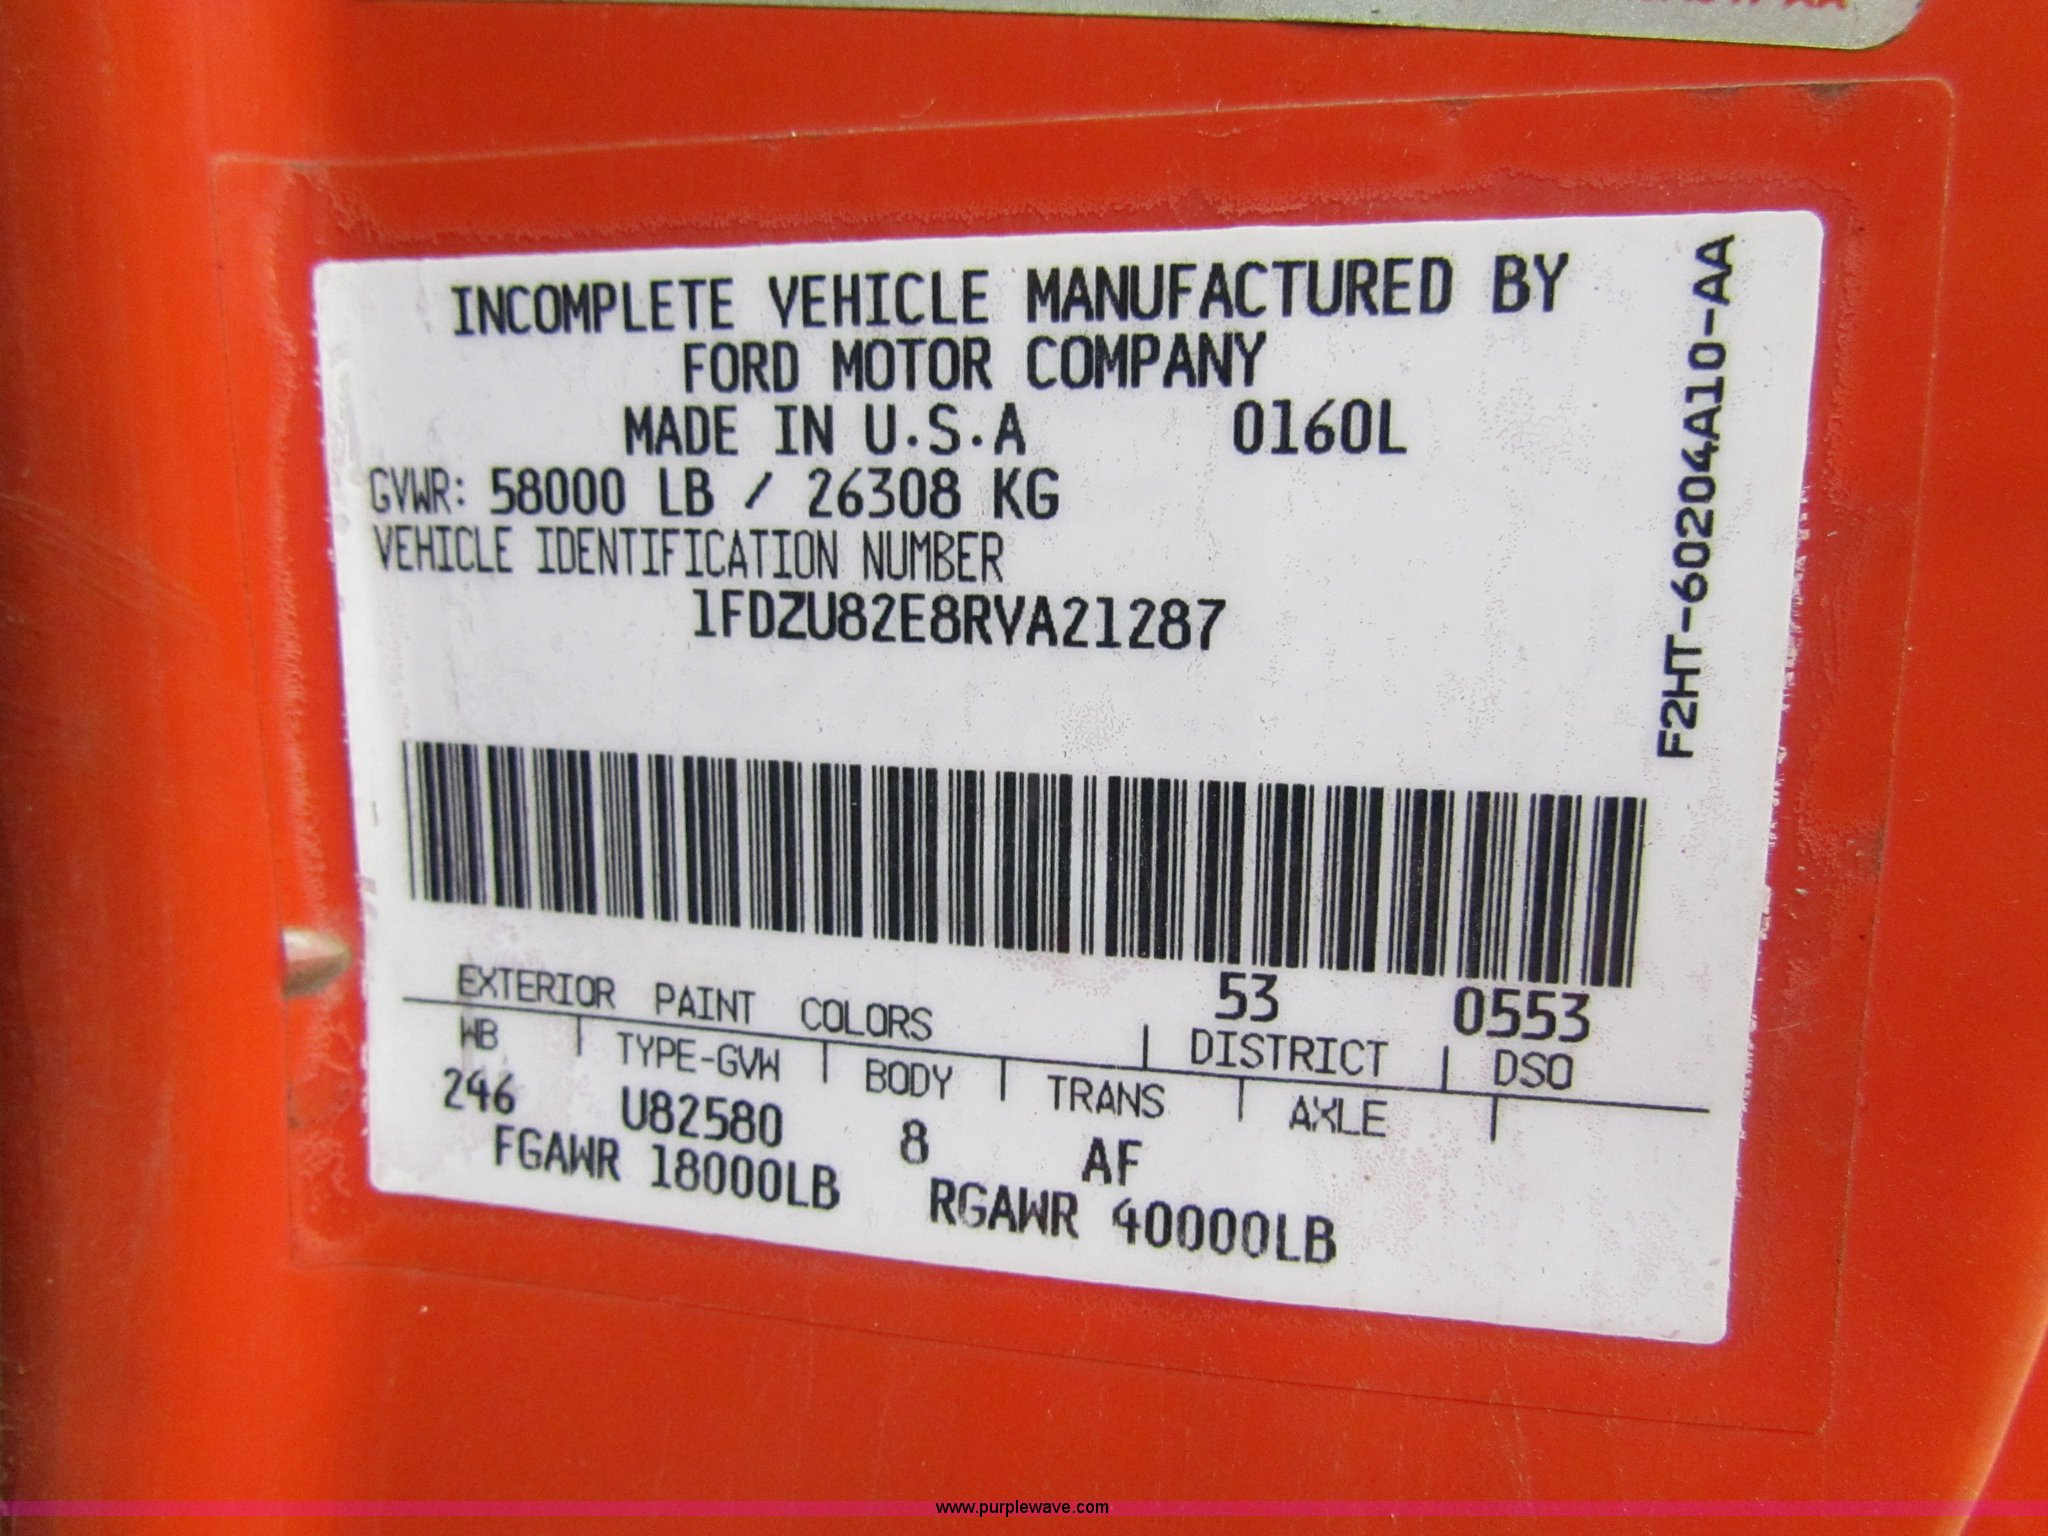 INCOMPLETE VEHICLE MANUFACTURED BY
FORD MOTOR COMPANY
MADE IN U.S.A 0160L
GVWR: 58000 LB / 26308 KG
VEHICLE IDENTIFICATION NUMBER
1FDZU82E8RVA21287
F2HT-60204A10-AA
53 0553
EXTERIOR PAINT COLORS DISTRICT DSO
WB TYPE-GVW BODY TRANS AXLE
246 U82580 8 AF
FGAWR 18000LB RGAWR 40000LB
www.purplewave.com